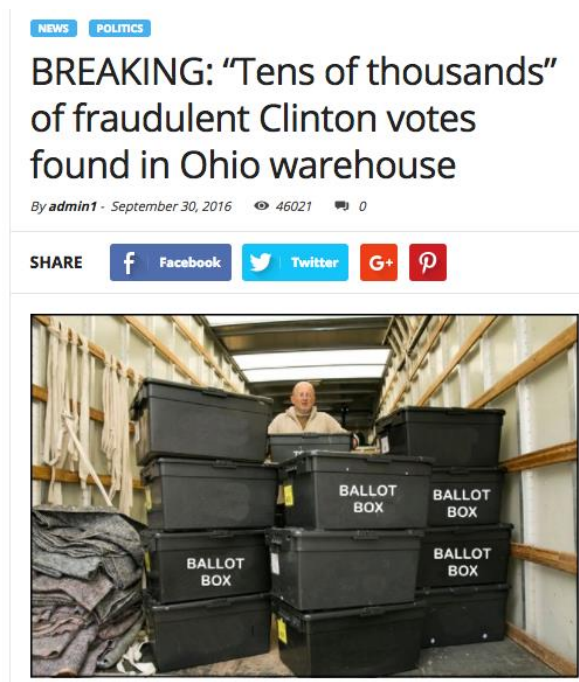 NEWS POLITICS
BREAKING: “Tens of thousands”
of fraudulent Clinton votes
found in Ohio warehouse
By admin1 - September 30, 2016 46021 0
SHARE f Facebook Twitter G+
BALLOT
BOX
BALLOT
BOX
BALLOT
BOX
BALLOT
BOX